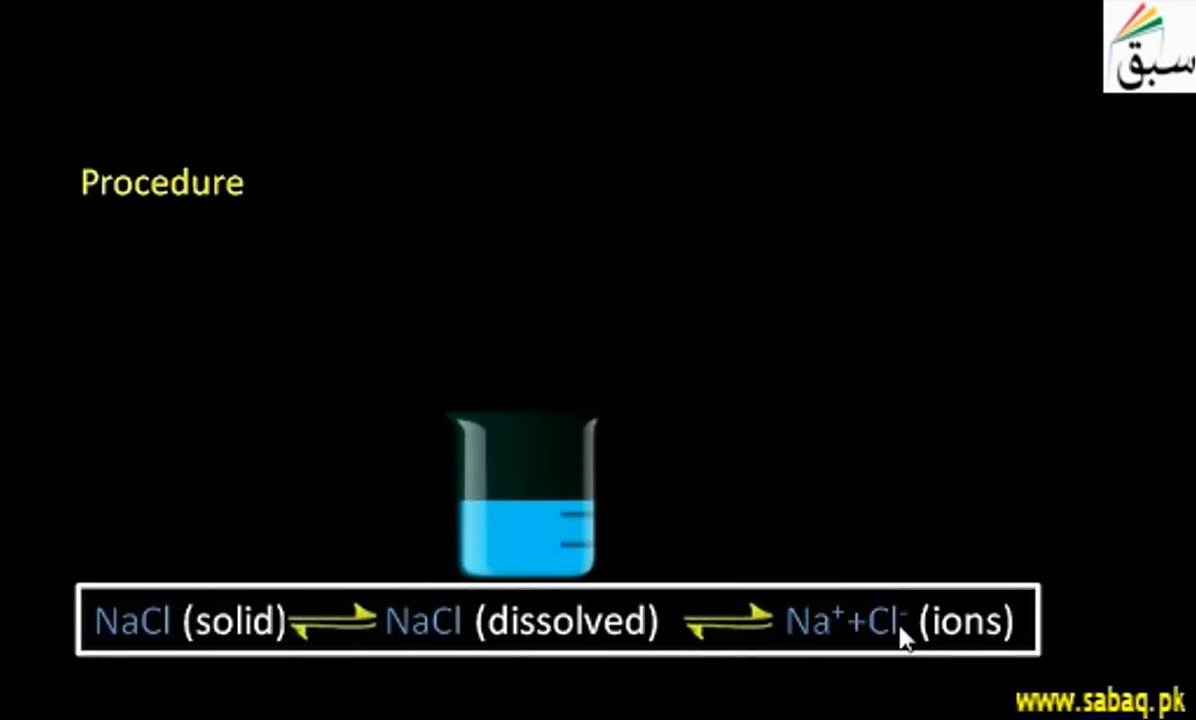 سبق
Procedure
NaCl (solid) ⇌ NaCl (dissolved) ⇌ Na⁺+Cl⁻ (ions)
www.sabaq.pk